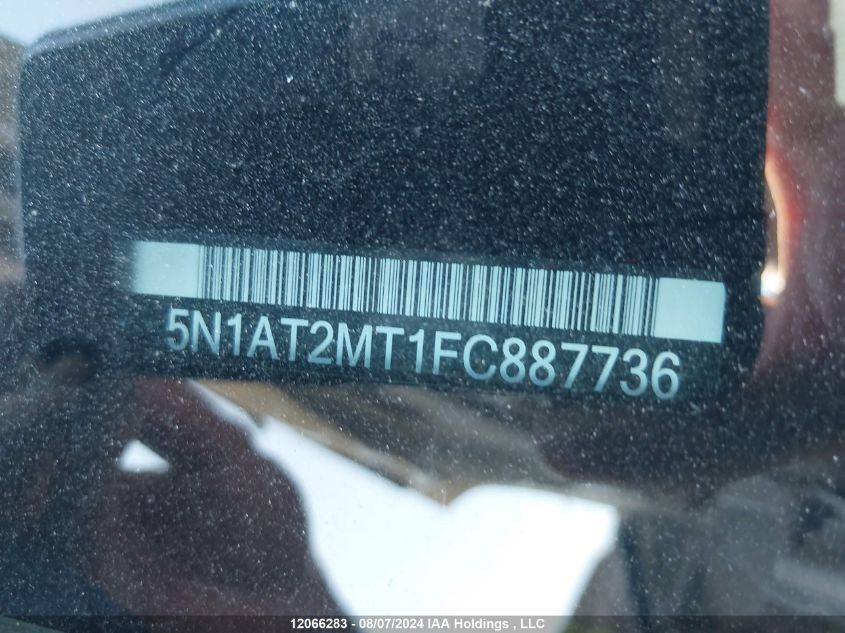 5N1AT2MT1FC887736
12066283 - 08/07/2024 IAA Holdings , LLC